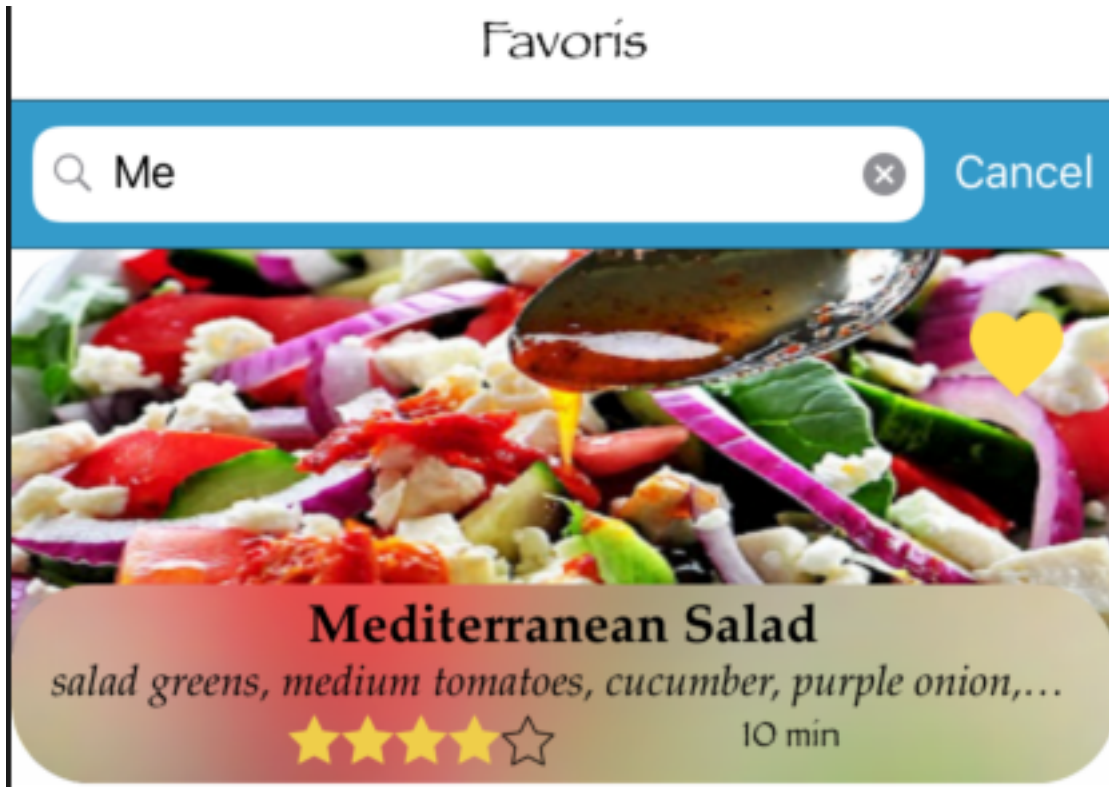 Favoris
Me
Cancel
Mediterranean Salad
salad greens, medium tomatoes, cucumber, purple onion,...
10 min